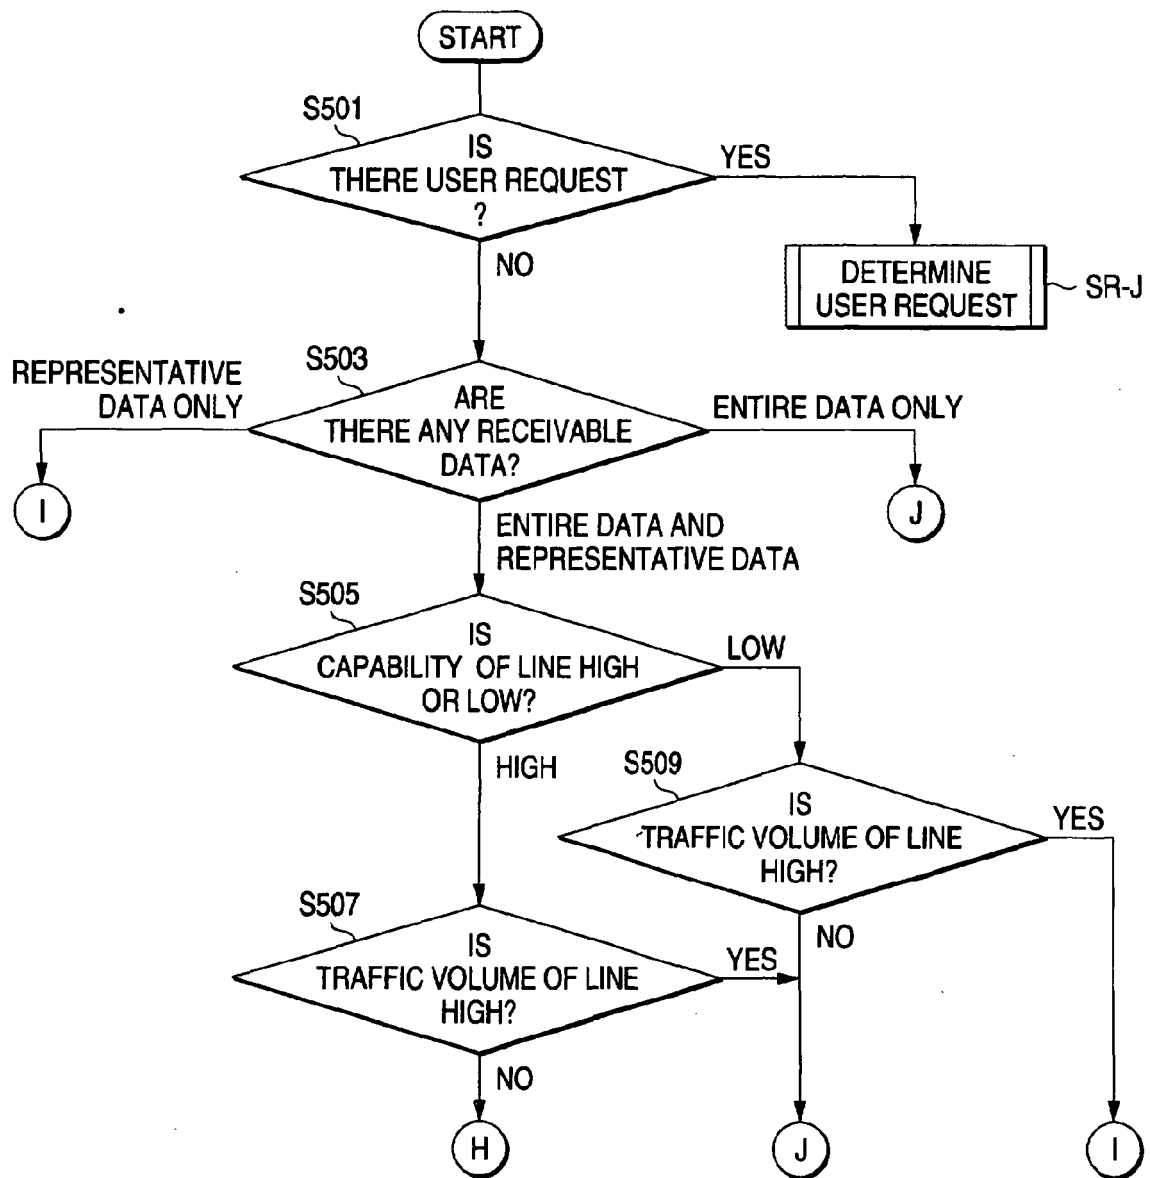 START
S501
IS
THERE USER REQUEST
?
YES
NO
DETERMINE
USER REQUEST
SR-J
S503
REPRESENTATIVE
DATA ONLY
ARE
THERE ANY RECEIVABLE
DATA?
ENTIRE DATA ONLY
I
J
ENTIRE DATA AND
REPRESENTATIVE DATA
S505
IS
CAPABILITY OF LINE HIGH
OR LOW?
LOW
HIGH
S509
IS
TRAFFIC VOLUME OF LINE
HIGH?
YES
NO
S507
IS
TRAFFIC VOLUME OF LINE
HIGH?
YES
NO
H
J
I